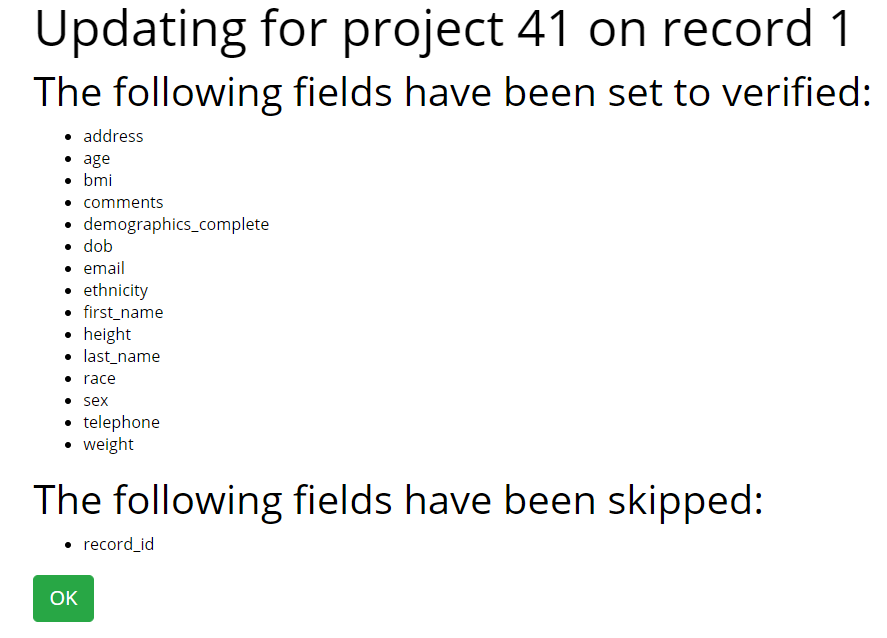 Updating for project 41 on record 1
The following fields have been set to verified:
address
age
bmi
comments
demographics_complete
dob
email
ethnicity
first_name
height
last_name
race
sex
telephone
weight
The following fields have been skipped:
record_id
OK